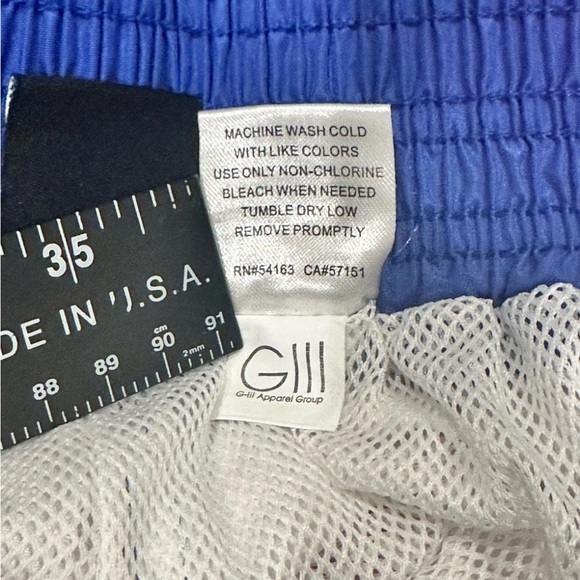 MACHINE WASH COLD
WITH LIKE COLORS
USE ONLY NON-CHLORINE
BLEACH WHEN NEEDED
TUMBLE DRY LOW
REMOVE PROMPTLY
RN#54163 CA#57151
GIII
G-III Apparel Group
35
DE IN U.S.A.
cm
88 89 90 91
2mm